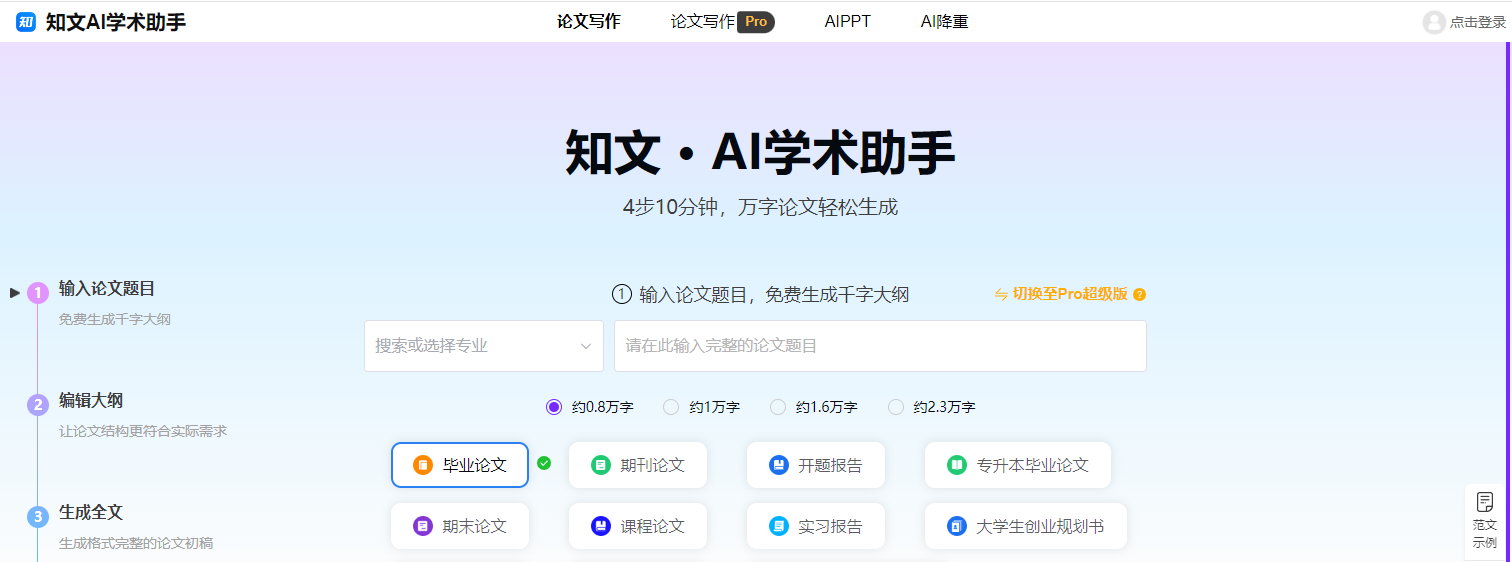 知 知文AI学术助手 论文写作 论文写作 Pro AIPPT AI降重 点击登录
知文·AI学术助手
4步10分钟，万字论文轻松生成
1 输入论文题目
免费生成千字大纲
1 输入论文题目，免费生成千字大纲 切换至Pro超级版 ?
搜索或选择专业 请在此输入完整的论文题目
2 编辑大纲
让论文结构更符合实际需求
约0.8万字 约1万字 约1.6万字 约2.3万字
毕业论文 期刊论文 开题报告 专升本毕业论文
3 生成全文
生成格式完整的论文初稿
期末论文 课程论文 实习报告 大学生创业规划书
范文
示例